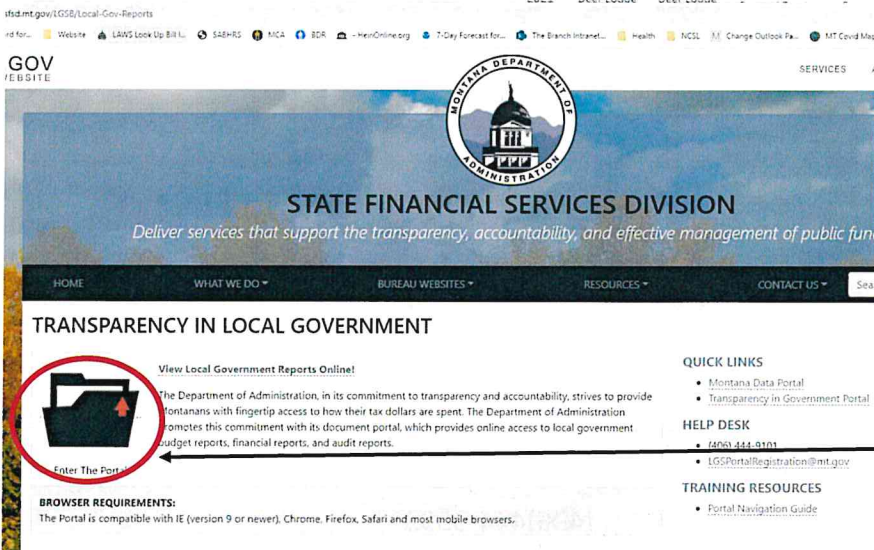 sfsd.mt.gov/LGSB/Local-Gov-Reports
rd for... Website LAWS Look Up Bill I... SABHRS MCA BDR - HeinOnline.org 7-Day Forecast for... The Branch Intranet... Health NCSL Change Outlook Pa... MT Covid Map
GOV
WEBSITE
SERVICES
MONTANA DEPARTMENT OF
ADMINISTRATION
STATE FINANCIAL SERVICES DIVISION
Deliver services that support the transparency, accountability, and effective management of public fun
HOME WHAT WE DO BUREAU WEBSITES RESOURCES CONTACT US Sea
TRANSPARENCY IN LOCAL GOVERNMENT
View Local Government Reports Online!
The Department of Administration, in its commitment to transparency and accountability, strives to provide
Montanans with fingertip access to how their tax dollars are spent. The Department of Administration
promotes this commitment with its document portal, which provides online access to local government
budget reports, financial reports, and audit reports.
Enter The Portal
BROWSER REQUIREMENTS:
The Portal is compatible with IE (version 9 or newer), Chrome, Firefox, Safari and most mobile browsers.
QUICK LINKS
Montana Data Portal
Transparency in Government Portal
HELP DESK
(406) 444-9101
LGSPortalRegistration@mt.gov
TRAINING RESOURCES
Portal Navigation Guide